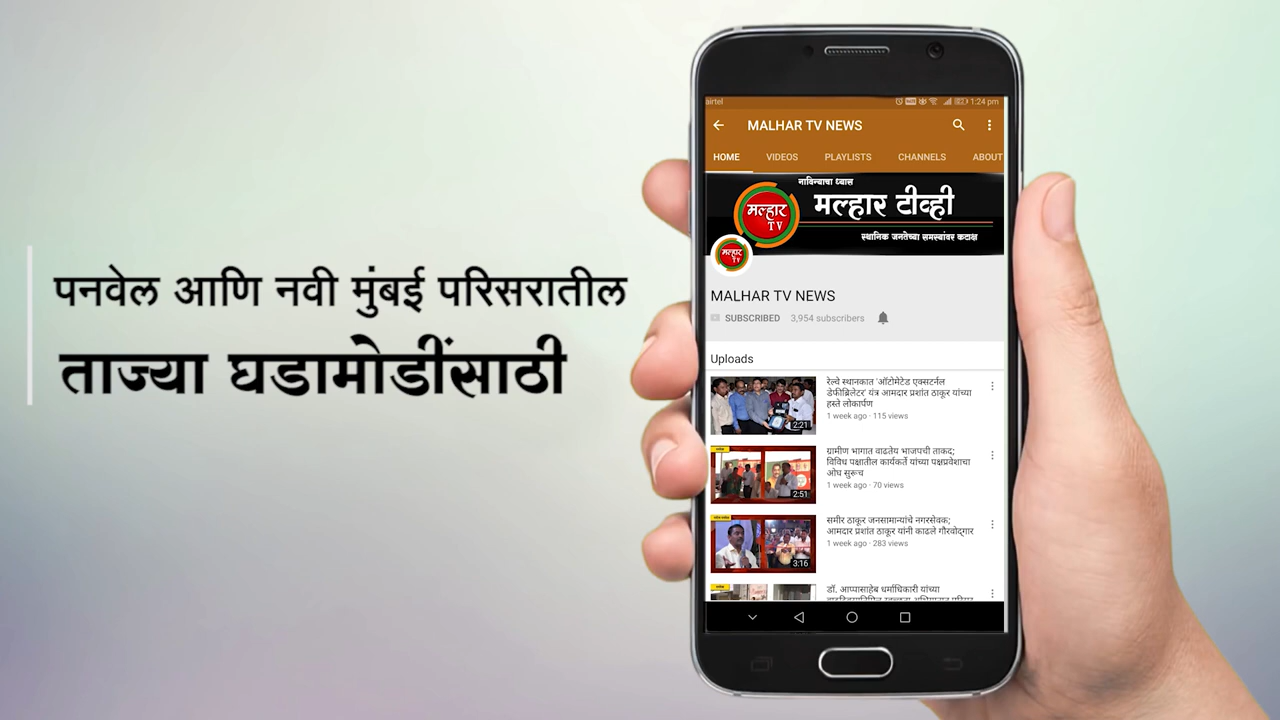 पनवेल आणि नवी मुंबई परिसरातील
ताज्या घडामोडींसाठी
airtel
1:24 pm
MALHAR TV NEWS
HOME VIDEOS PLAYLISTS CHANNELS ABOUT
नाविन्याचा ध्यास
मल्हार टीव्ही
मल्हार
TV
स्थानिक जनतेच्या समस्यांवर कटाक्ष
मल्हार
TV
MALHAR TV NEWS
SUBSCRIBED 3,954 subscribers
Uploads
रेल्वे स्थानकात 'ऑटोमेटेड एक्सटर्नल
डेफीब्रिलेटर' यंत्र आमदार प्रशांत ठाकूर यांच्या
हस्ते लोकार्पण
1 week ago · 115 views
2:21
ग्रामीण भागात वाढतेय भाजपची ताकद;
विविध पक्षातील कार्यकर्ते यांच्या पक्षप्रवेशाचा
ओघ सुरूच
1 week ago · 70 views
2:51
समीर ठाकूर जनसामान्यांचे नगरसेवक;
आमदार प्रशांत ठाकूर यांनी काढले गौरवोद्गार
1 week ago · 283 views
3:16
डॉ. आप्पासाहेब धर्माधिकारी यांच्या